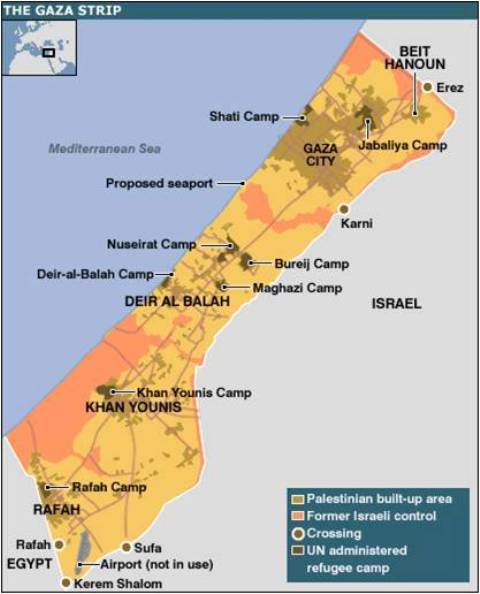 THE GAZA STRIP
BEIT
HANOUN
Erez
Shati Camp
Jabaliya Camp
GAZA
CITY
Mediterranean Sea
Proposed seaport
Karni
Nuseirat Camp
Bureij Camp
Deir-al-Balah Camp
Maghazi Camp
DEIR AL BALAH
ISRAEL
Khan Younis Camp
KHAN YOUNIS
Rafah Camp
RAFAH
Rafah
Sufa
EGYPT
Airport (not in use)
Kerem Shalom
Palestinian built-up area
Former Israeli control
Crossing
UN administered
refugee camp